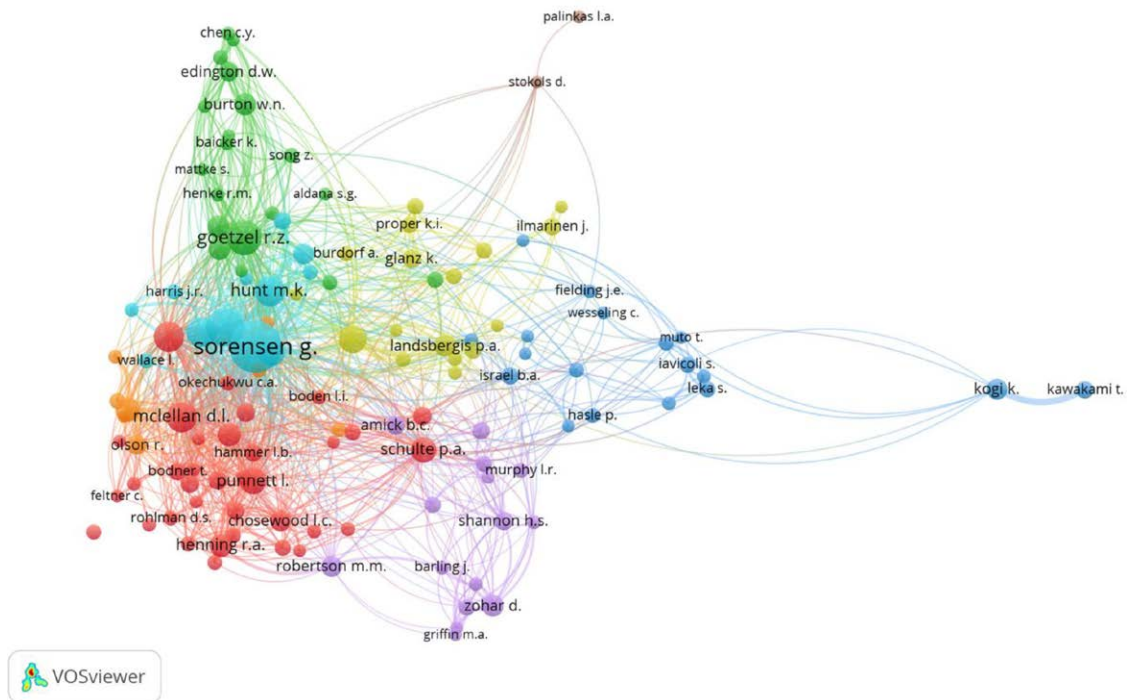 palinkas l.a.
chen c.y.
edington d.w.
stokols d.
burton w.n.
baicker k.
song z.
mattke s.
henke r.m.
aldana s.g.
proper k.i.
ilmarinen j.
goetzel r.z.
burdorf a.
glanz k.
harris j.r.
hunt m.k.
fielding j.e.
wesseling c.
sorensen g.
landsbergis p.a.
muto t.
wallace l.
iavicoli s.
okechukwu c.a.
israel b.a.
leka s.
kogi k.
kawakami t.
boden l.i.
mclellan d.l.
hasle p.
amick b.c.
olson r.
hammer l.b.
schulte p.a.
bodner t.
punnett l.
murphy l.r.
feltner c.
rohlman d.s.
chosewood l.c.
shannon h.s.
henning r.a.
robertson m.m.
barling j.
zohar d.
griffin m.a.
VOSviewer